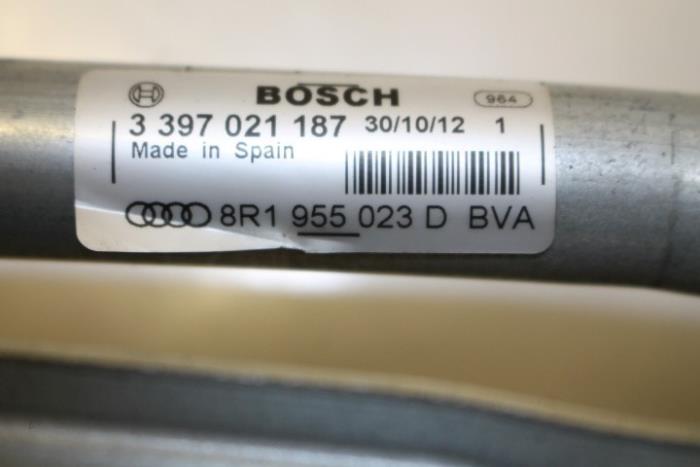 BOSCH 964
3 397 021 187 30/10/12 1
Made in Spain
8R1 955 023 D BVA